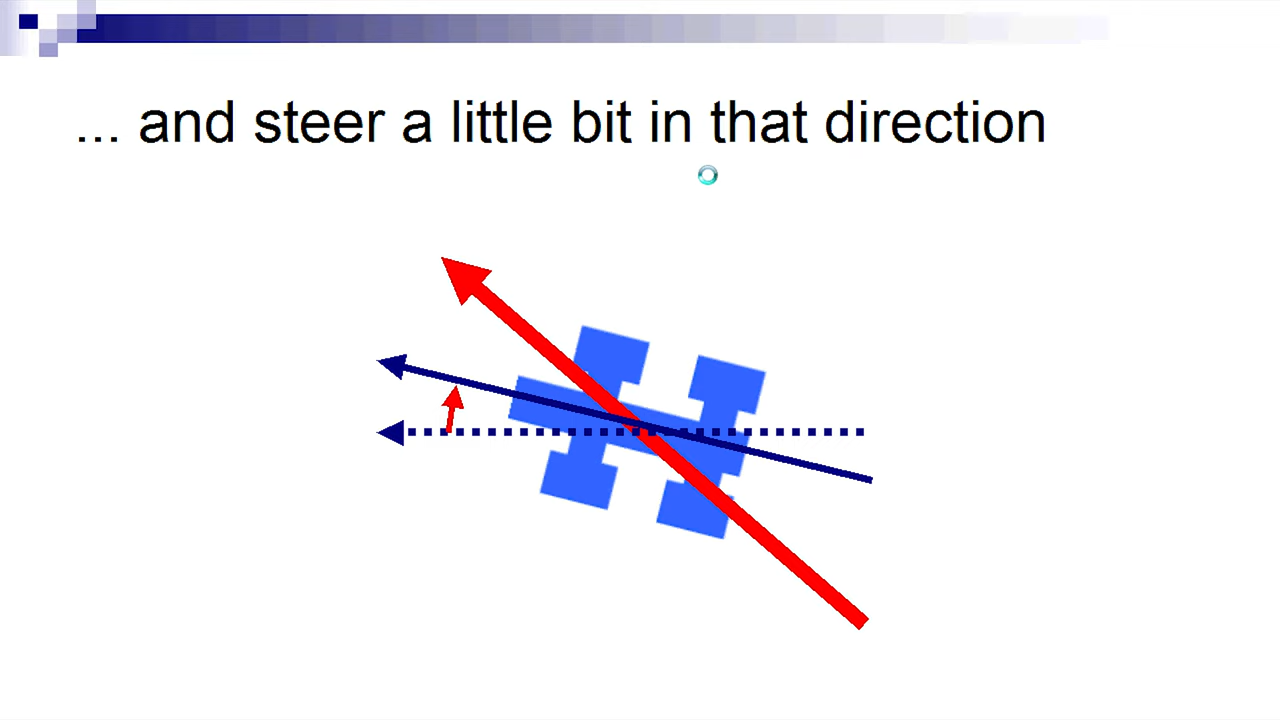 ... and steer a little bit in that direction